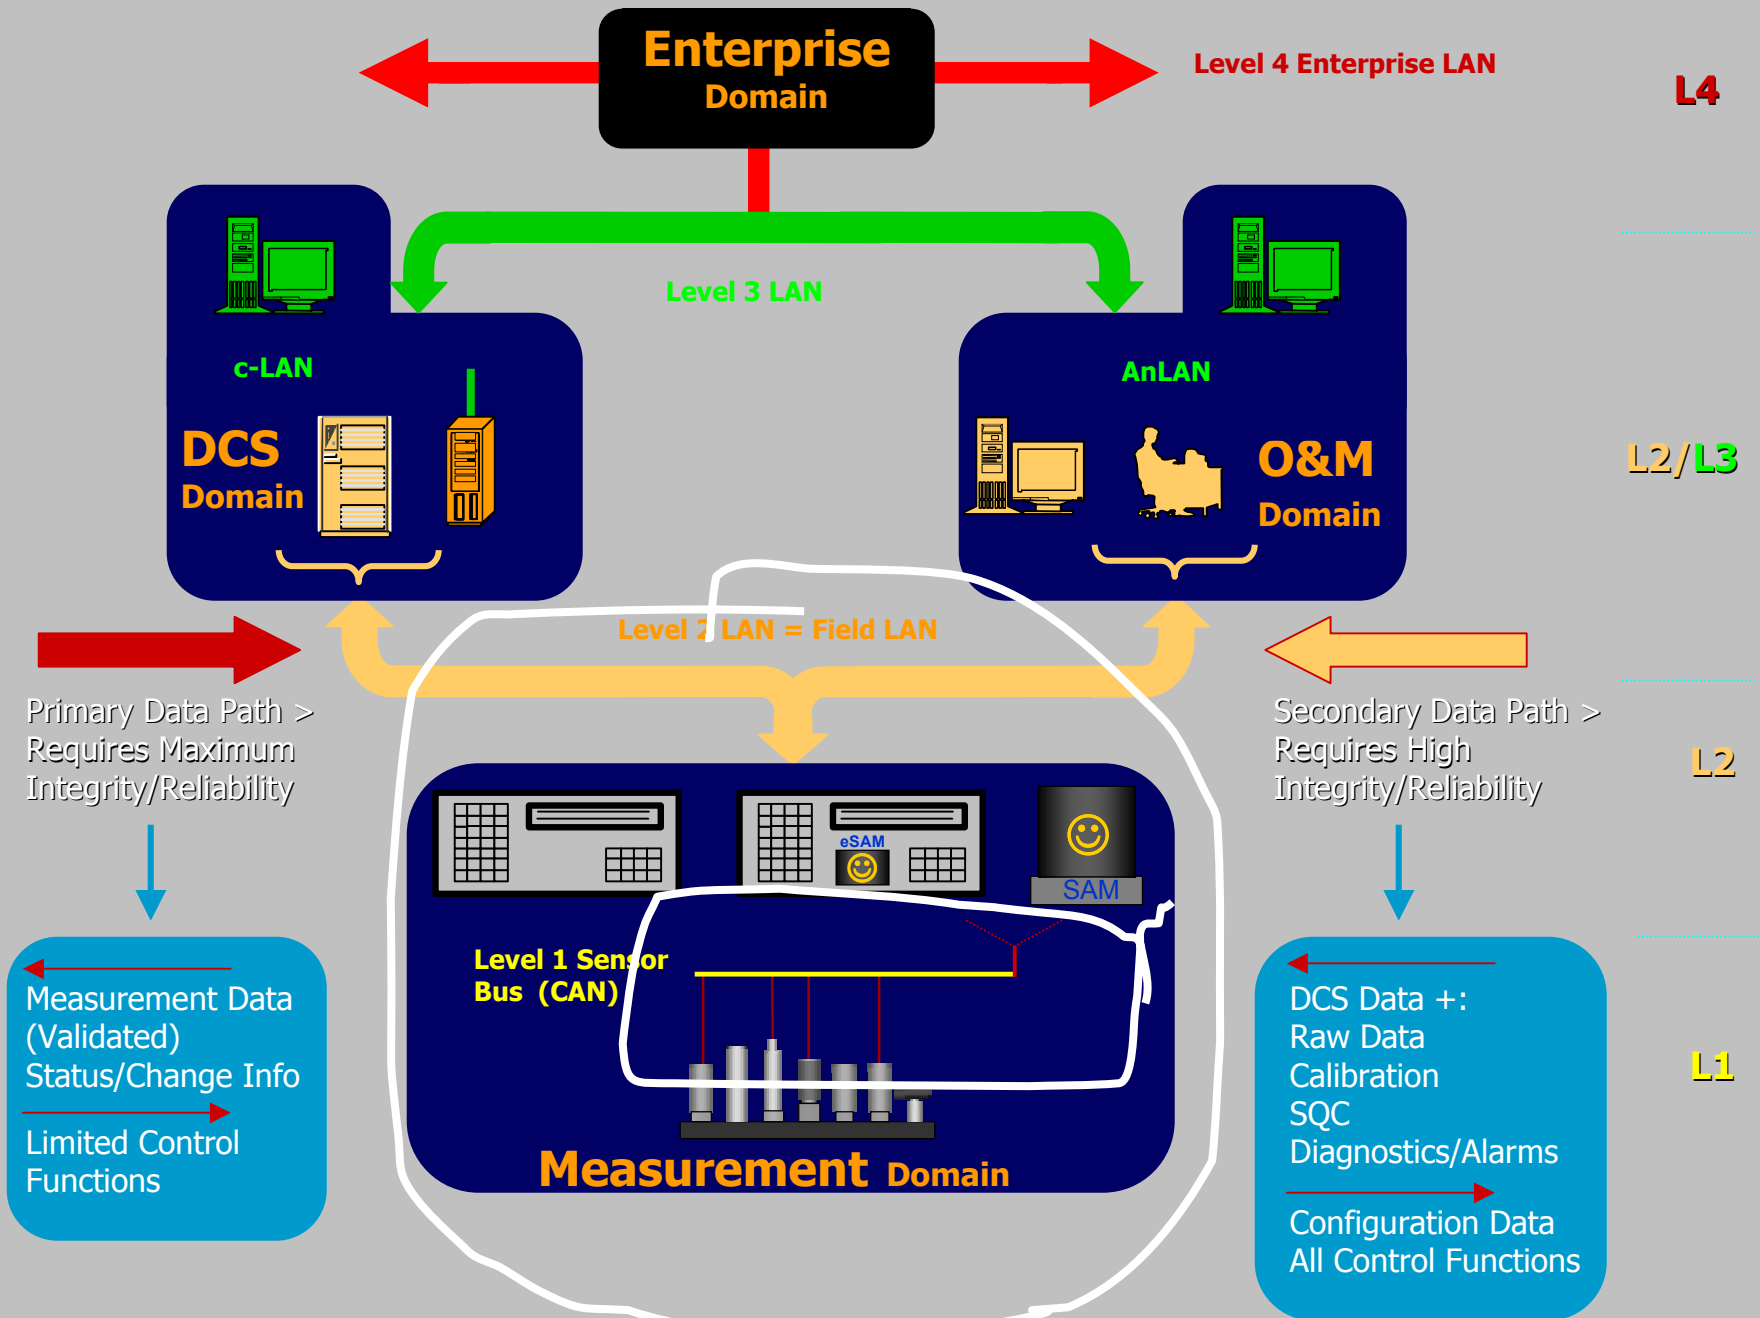 Enterprise
Domain
Level 4 Enterprise LAN
L4
Level 3 LAN
c-LAN
AnLAN
DCS
Domain
O&M
Domain
L2/L3
Level 2 LAN = Field LAN
Primary Data Path >
Requires Maximum
Integrity/Reliability
Secondary Data Path >
Requires High
Integrity/Reliability
L2
eSAM
SAM
Level 1 Sensor
Bus (CAN)
Measurement Data
(Validated)
Status/Change Info
Limited Control
Functions
DCS Data +:
Raw Data
Calibration
SQC
Diagnostics/Alarms
Configuration Data
All Control Functions
L1
Measurement Domain